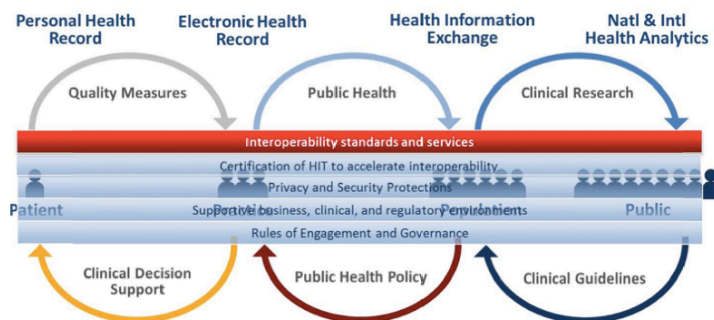 Personal Health
Record
Electronic Health
Record
Health Information
Exchange
Natl & Intl
Health Analytics
Quality Measures
Public Health
Clinical Research
Interoperability standards and services
Certification of HIT to accelerate interoperability
Privacy and Security Protections
Patient
Supportive business, clinical, and regulatory environments
Population
Public
Rules of Engagement and Governance
Clinical Decision
Support
Public Health Policy
Clinical Guidelines